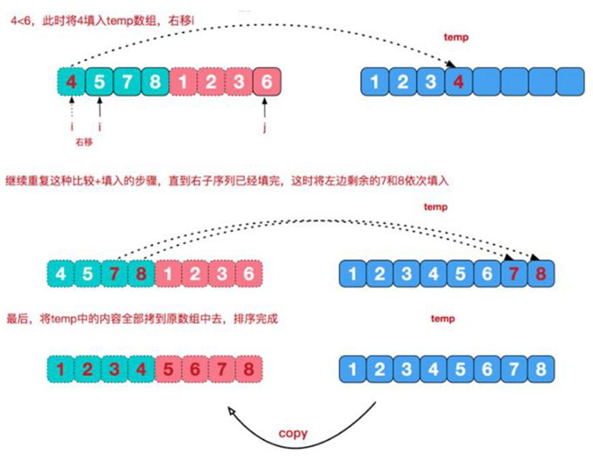 4<6，此时将4填入temp数组，右移i
temp
4 5 7 8 1 2 3 6
1 2 3 4
i i j
右移
继续重复这种比较+填入的步骤，直到右子序列已经填完，这时将左边剩余的7和8依次填入
temp
4 5 7 8 1 2 3 6
1 2 3 4 5 6 7 8
最后，将temp中的内容全部拷到原数组中去，排序完成
temp
1 2 3 4 5 6 7 8
1 2 3 4 5 6 7 8
copy